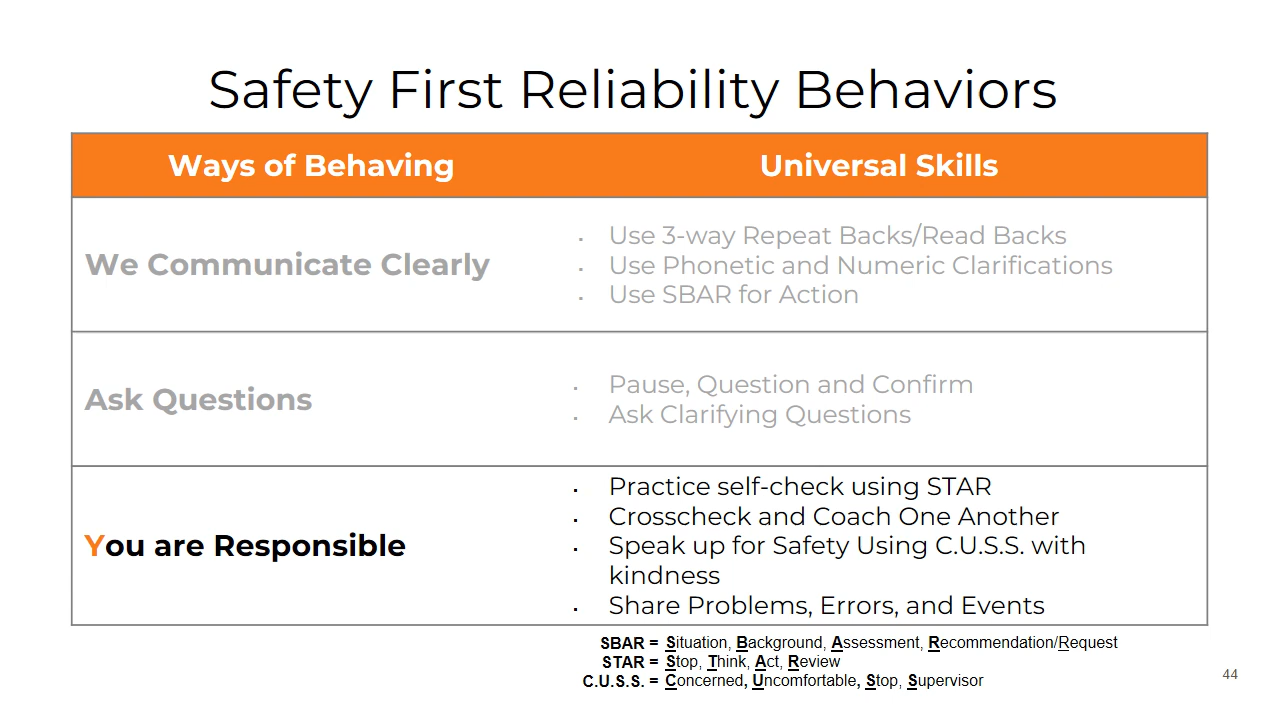 Safety First Reliability Behaviors
Ways of Behaving
Universal Skills
We Communicate Clearly
· Use 3-way Repeat Backs/Read Backs
· Use Phonetic and Numeric Clarifications
· Use SBAR for Action
Ask Questions
· Pause, Question and Confirm
· Ask Clarifying Questions
You are Responsible
· Practice self-check using STAR
· Crosscheck and Coach One Another
· Speak up for Safety Using C.U.S.S. with
kindness
· Share Problems, Errors, and Events
SBAR = Situation, Background, Assessment, Recommendation/Request
STAR = Stop, Think, Act, Review
C.U.S.S. = Concerned, Uncomfortable, Stop, Supervisor
44